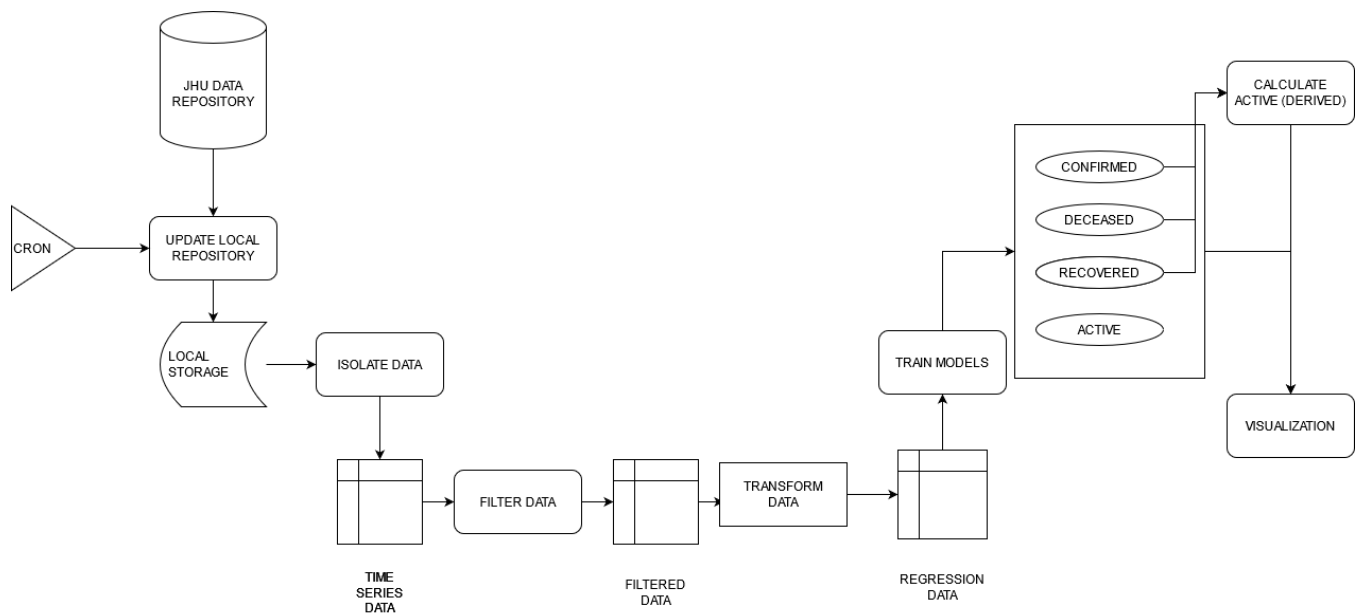 JHU DATA
REPOSITORY
CRON
UPDATE LOCAL
REPOSITORY
LOCAL
STORAGE
ISOLATE DATA
TIME
SERIES
DATA
FILTER DATA
FILTERED
DATA
TRANSFORM
DATA
REGRESSION
DATA
TRAIN MODELS
CONFIRMED
DECEASED
RECOVERED
ACTIVE
CALCULATE
ACTIVE (DERIVED)
VISUALIZATION